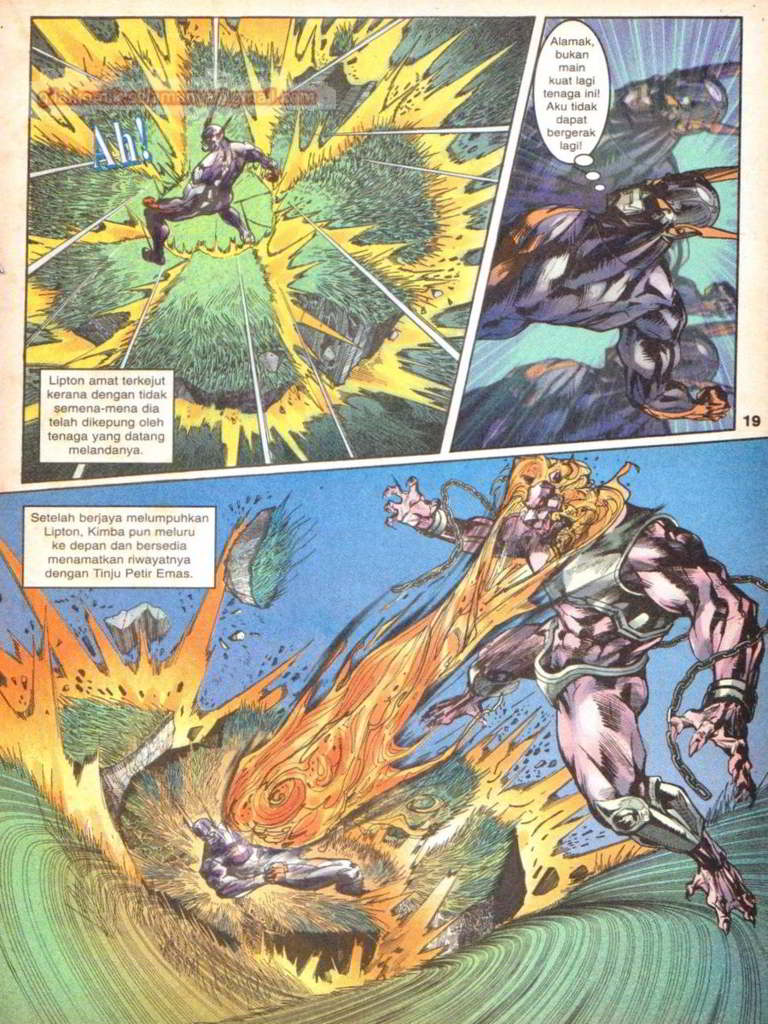 Ah!
Lipton amat terkejut
kerana dengan tidak
semena-mena dia
telah dikepung oleh
tenaga yang datang
melandanya.
Alamak,
bukan
main
kuat lagi
tenaga ini!
Aku tidak
dapat
bergerak
lagi!
19
Setelah berjaya melumpuhkan
Lipton, Kimba pun meluru
ke depan dan bersedia
menamatkan riwayatnya
dengan Tinju Petir Emas.